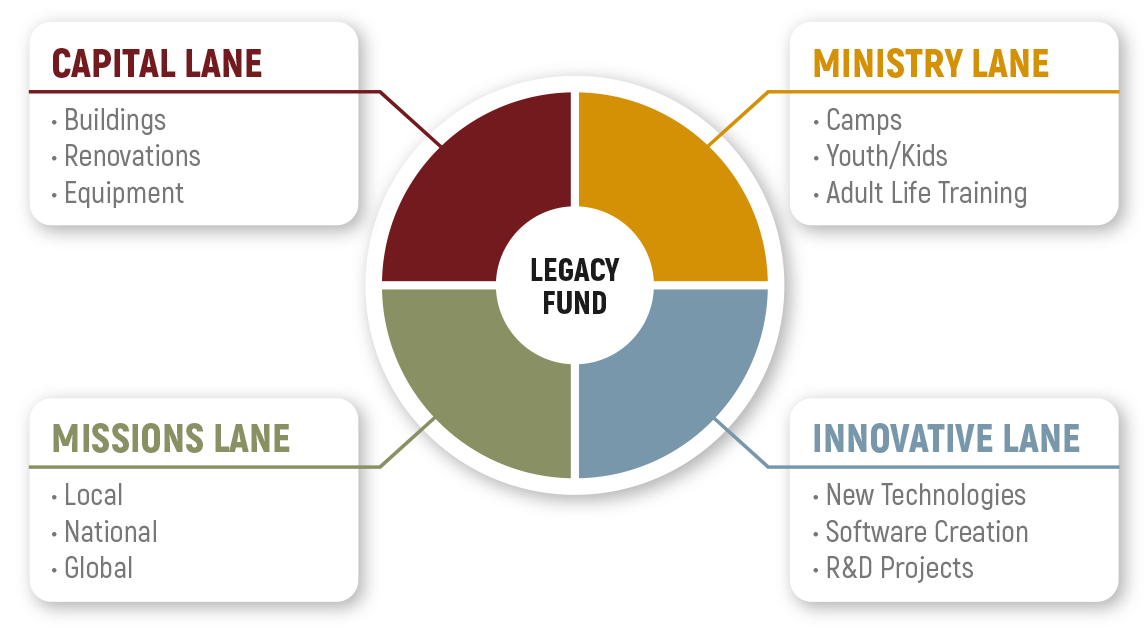 CAPITAL LANE
· Buildings
· Renovations
· Equipment
MINISTRY LANE
· Camps
· Youth/Kids
· Adult Life Training
LEGACY
FUND
MISSIONS LANE
· Local
· National
· Global
INNOVATIVE LANE
· New Technologies
· Software Creation
· R&D Projects